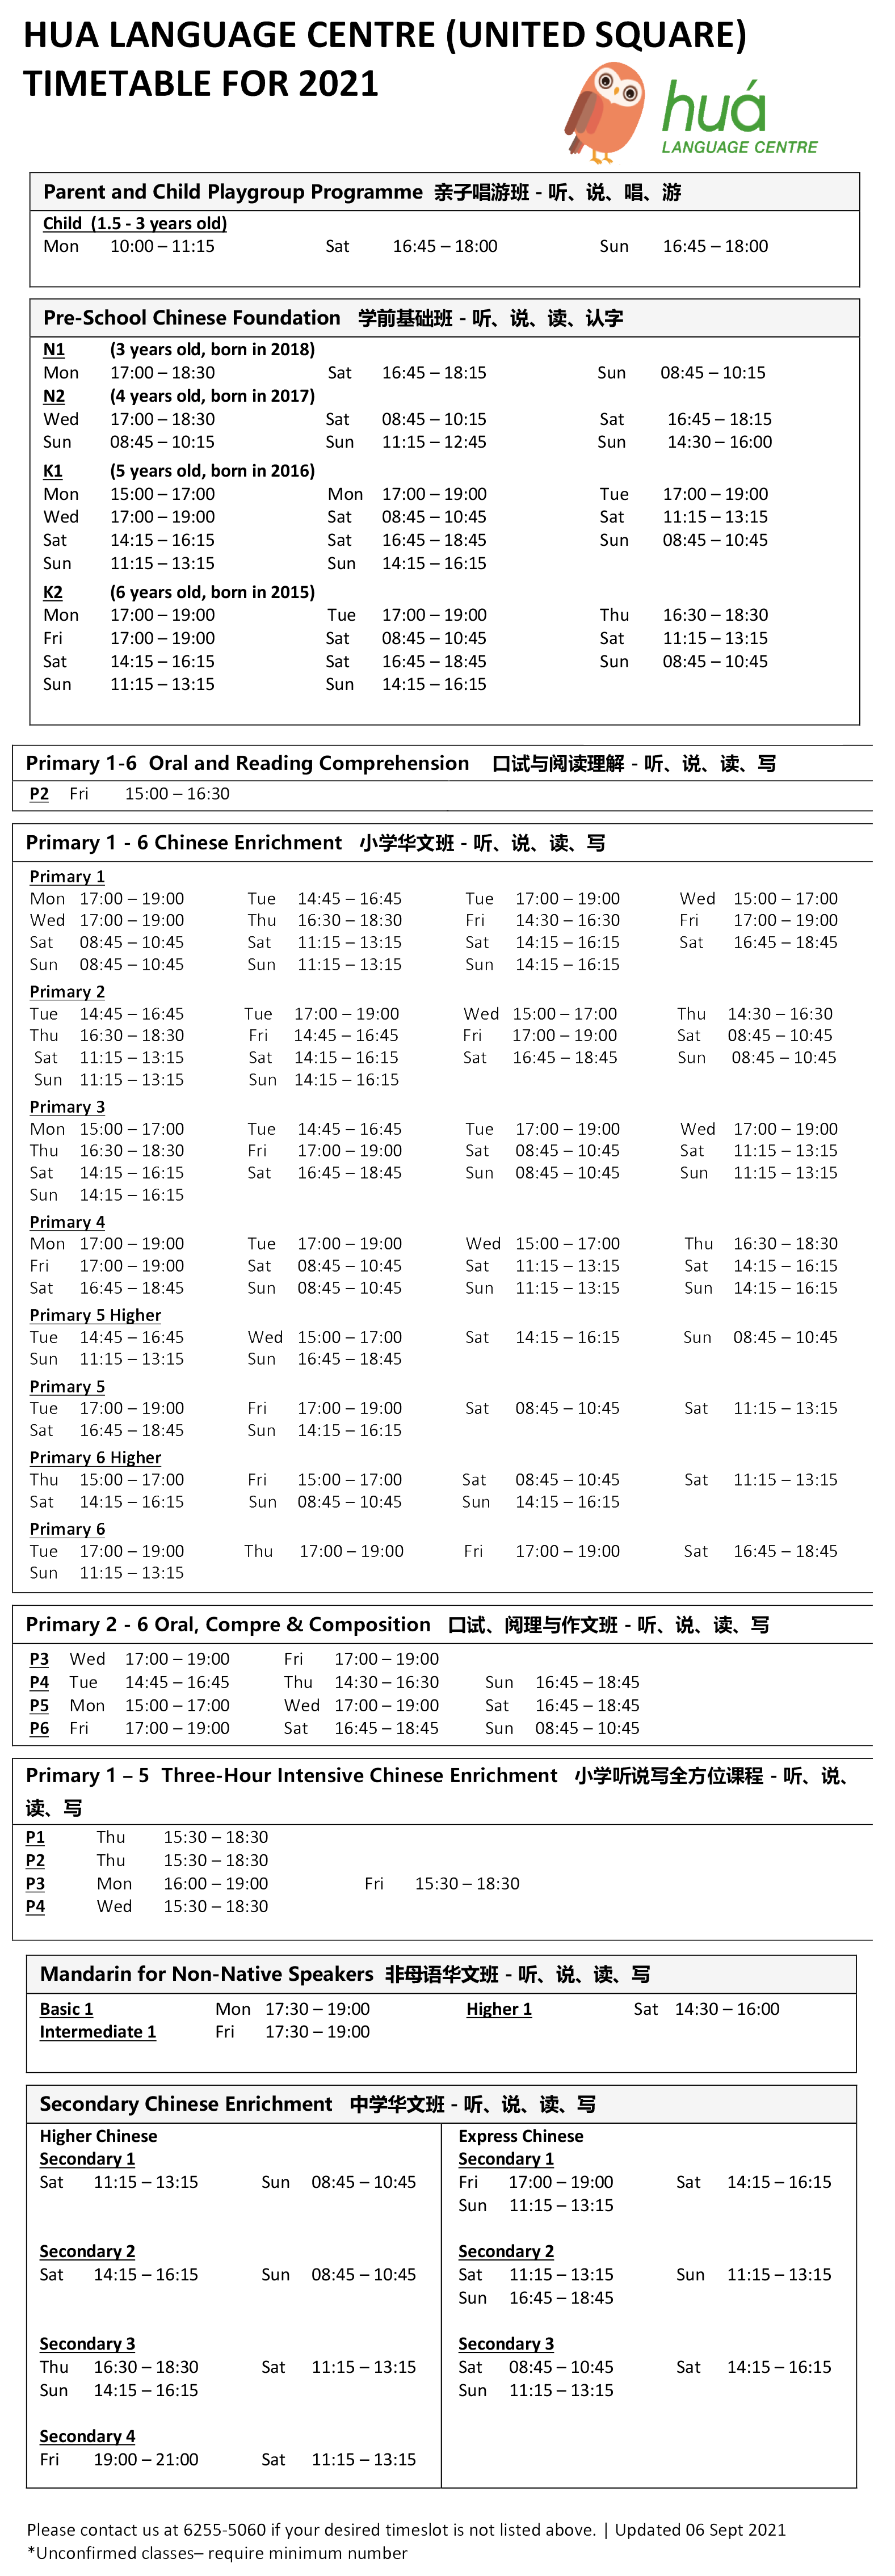 HUA LANGUAGE CENTRE (UNITED SQUARE)
TIMETABLE FOR 2021
huá
LANGUAGE CENTRE
Parent and Child Playgroup Programme 亲子唱游班 - 听、说、唱、游
Child (1.5 - 3 years old)
Mon 10:00 – 11:15 Sat 16:45 – 18:00 Sun 16:45 – 18:00
Pre-School Chinese Foundation 学前基础班 - 听、说、读、认字
N1 (3 years old, born in 2018)
Mon 17:00 – 18:30 Sat 16:45 – 18:15 Sun 08:45 – 10:15
N2 (4 years old, born in 2017)
Wed 17:00 – 18:30 Sat 08:45 – 10:15 Sat 16:45 – 18:15
Sun 08:45 – 10:15 Sun 11:15 – 12:45 Sun 14:30 – 16:00
K1 (5 years old, born in 2016)
Mon 15:00 – 17:00 Mon 17:00 – 19:00 Tue 17:00 – 19:00
Wed 17:00 – 19:00 Sat 08:45 – 10:45 Sat 11:15 – 13:15
Sat 14:15 – 16:15 Sat 16:45 – 18:45 Sun 08:45 – 10:45
Sun 11:15 – 13:15 Sun 14:15 – 16:15
K2 (6 years old, born in 2015)
Mon 17:00 – 19:00 Tue 17:00 – 19:00 Thu 16:30 – 18:30
Fri 17:00 – 19:00 Sat 08:45 – 10:45 Sat 11:15 – 13:15
Sat 14:15 – 16:15 Sat 16:45 – 18:45 Sun 08:45 – 10:45
Sun 11:15 – 13:15 Sun 14:15 – 16:15
Primary 1-6 Oral and Reading Comprehension 口试与阅读理解 - 听、说、读、写
P2 Fri 15:00 – 16:30
Primary 1 - 6 Chinese Enrichment 小学华文班 - 听、说、读、写
Primary 1
Mon 17:00 – 19:00 Tue 14:45 – 16:45 Tue 17:00 – 19:00 Wed 15:00 – 17:00
Wed 17:00 – 19:00 Thu 16:30 – 18:30 Fri 14:30 – 16:30 Fri 17:00 – 19:00
Sat 08:45 – 10:45 Sat 11:15 – 13:15 Sat 14:15 – 16:15 Sat 16:45 – 18:45
Sun 08:45 – 10:45 Sun 11:15 – 13:15 Sun 14:15 – 16:15
Primary 2
Tue 14:45 – 16:45 Tue 17:00 – 19:00 Wed 15:00 – 17:00 Thu 14:30 – 16:30
Thu 16:30 – 18:30 Fri 14:45 – 16:45 Fri 17:00 – 19:00 Sat 08:45 – 10:45
Sat 11:15 – 13:15 Sat 14:15 – 16:15 Sat 16:45 – 18:45 Sun 08:45 – 10:45
Sun 11:15 – 13:15 Sun 14:15 – 16:15
Primary 3
Mon 15:00 – 17:00 Tue 14:45 – 16:45 Tue 17:00 – 19:00 Wed 17:00 – 19:00
Thu 16:30 – 18:30 Fri 17:00 – 19:00 Sat 08:45 – 10:45 Sat 11:15 – 13:15
Sat 14:15 – 16:15 Sat 16:45 – 18:45 Sun 08:45 – 10:45 Sun 11:15 – 13:15
Sun 14:15 – 16:15
Primary 4
Mon 17:00 – 19:00 Tue 17:00 – 19:00 Wed 15:00 – 17:00 Thu 16:30 – 18:30
Fri 17:00 – 19:00 Sat 08:45 – 10:45 Sat 11:15 – 13:15 Sat 14:15 – 16:15
Sat 16:45 – 18:45 Sun 08:45 – 10:45 Sun 11:15 – 13:15 Sun 14:15 – 16:15
Primary 5 Higher
Tue 14:45 – 16:45 Wed 15:00 – 17:00 Sat 14:15 – 16:15 Sun 08:45 – 10:45
Sun 11:15 – 13:15 Sun 16:45 – 18:45
Primary 5
Tue 17:00 – 19:00 Fri 17:00 – 19:00 Sat 08:45 – 10:45 Sat 11:15 – 13:15
Sat 16:45 – 18:45 Sun 14:15 – 16:15
Primary 6 Higher
Thu 15:00 – 17:00 Fri 15:00 – 17:00 Sat 08:45 – 10:45 Sat 11:15 – 13:15
Sat 14:15 – 16:15 Sun 08:45 – 10:45 Sun 14:15 – 16:15
Primary 6
Tue 17:00 – 19:00 Thu 17:00 – 19:00 Fri 17:00 – 19:00 Sat 16:45 – 18:45
Sun 11:15 – 13:15
Primary 2 - 6 Oral, Compre & Composition 口试、阅理与作文班 - 听、说、读、写
P3 Wed 17:00 – 19:00 Fri 17:00 – 19:00
P4 Tue 14:45 – 16:45 Thu 14:30 – 16:30 Sun 16:45 – 18:45
P5 Mon 15:00 – 17:00 Wed 17:00 – 19:00 Sat 16:45 – 18:45
P6 Fri 17:00 – 19:00 Sat 16:45 – 18:45 Sun 08:45 – 10:45
Primary 1 – 5 Three-Hour Intensive Chinese Enrichment 小学听说写全方位课程 - 听、说、
读、写
P1 Thu 15:30 – 18:30
P2 Thu 15:30 – 18:30
P3 Mon 16:00 – 19:00 Fri 15:30 – 18:30
P4 Wed 15:30 – 18:30
Mandarin for Non-Native Speakers 非母语华文班 - 听、说、读、写
Basic 1 Mon 17:30 – 19:00 Higher 1 Sat 14:30 – 16:00
Intermediate 1 Fri 17:30 – 19:00
Secondary Chinese Enrichment 中学华文班 - 听、说、读、写
Higher Chinese
Secondary 1
Sat 11:15 – 13:15 Sun 08:45 – 10:45
Secondary 2
Sat 14:15 – 16:15 Sun 08:45 – 10:45
Secondary 3
Thu 16:30 – 18:30 Sat 11:15 – 13:15
Sun 14:15 – 16:15
Secondary 4
Fri 19:00 – 21:00 Sat 11:15 – 13:15
Express Chinese
Secondary 1
Fri 17:00 – 19:00 Sat 14:15 – 16:15
Sun 11:15 – 13:15
Secondary 2
Sat 11:15 – 13:15 Sun 11:15 – 13:15
Sun 16:45 – 18:45
Secondary 3
Sat 08:45 – 10:45 Sat 14:15 – 16:15
Sun 11:15 – 13:15
Please contact us at 6255-5060 if your desired timeslot is not listed above. | Updated 06 Sept 2021
*Unconfirmed classes– require minimum number